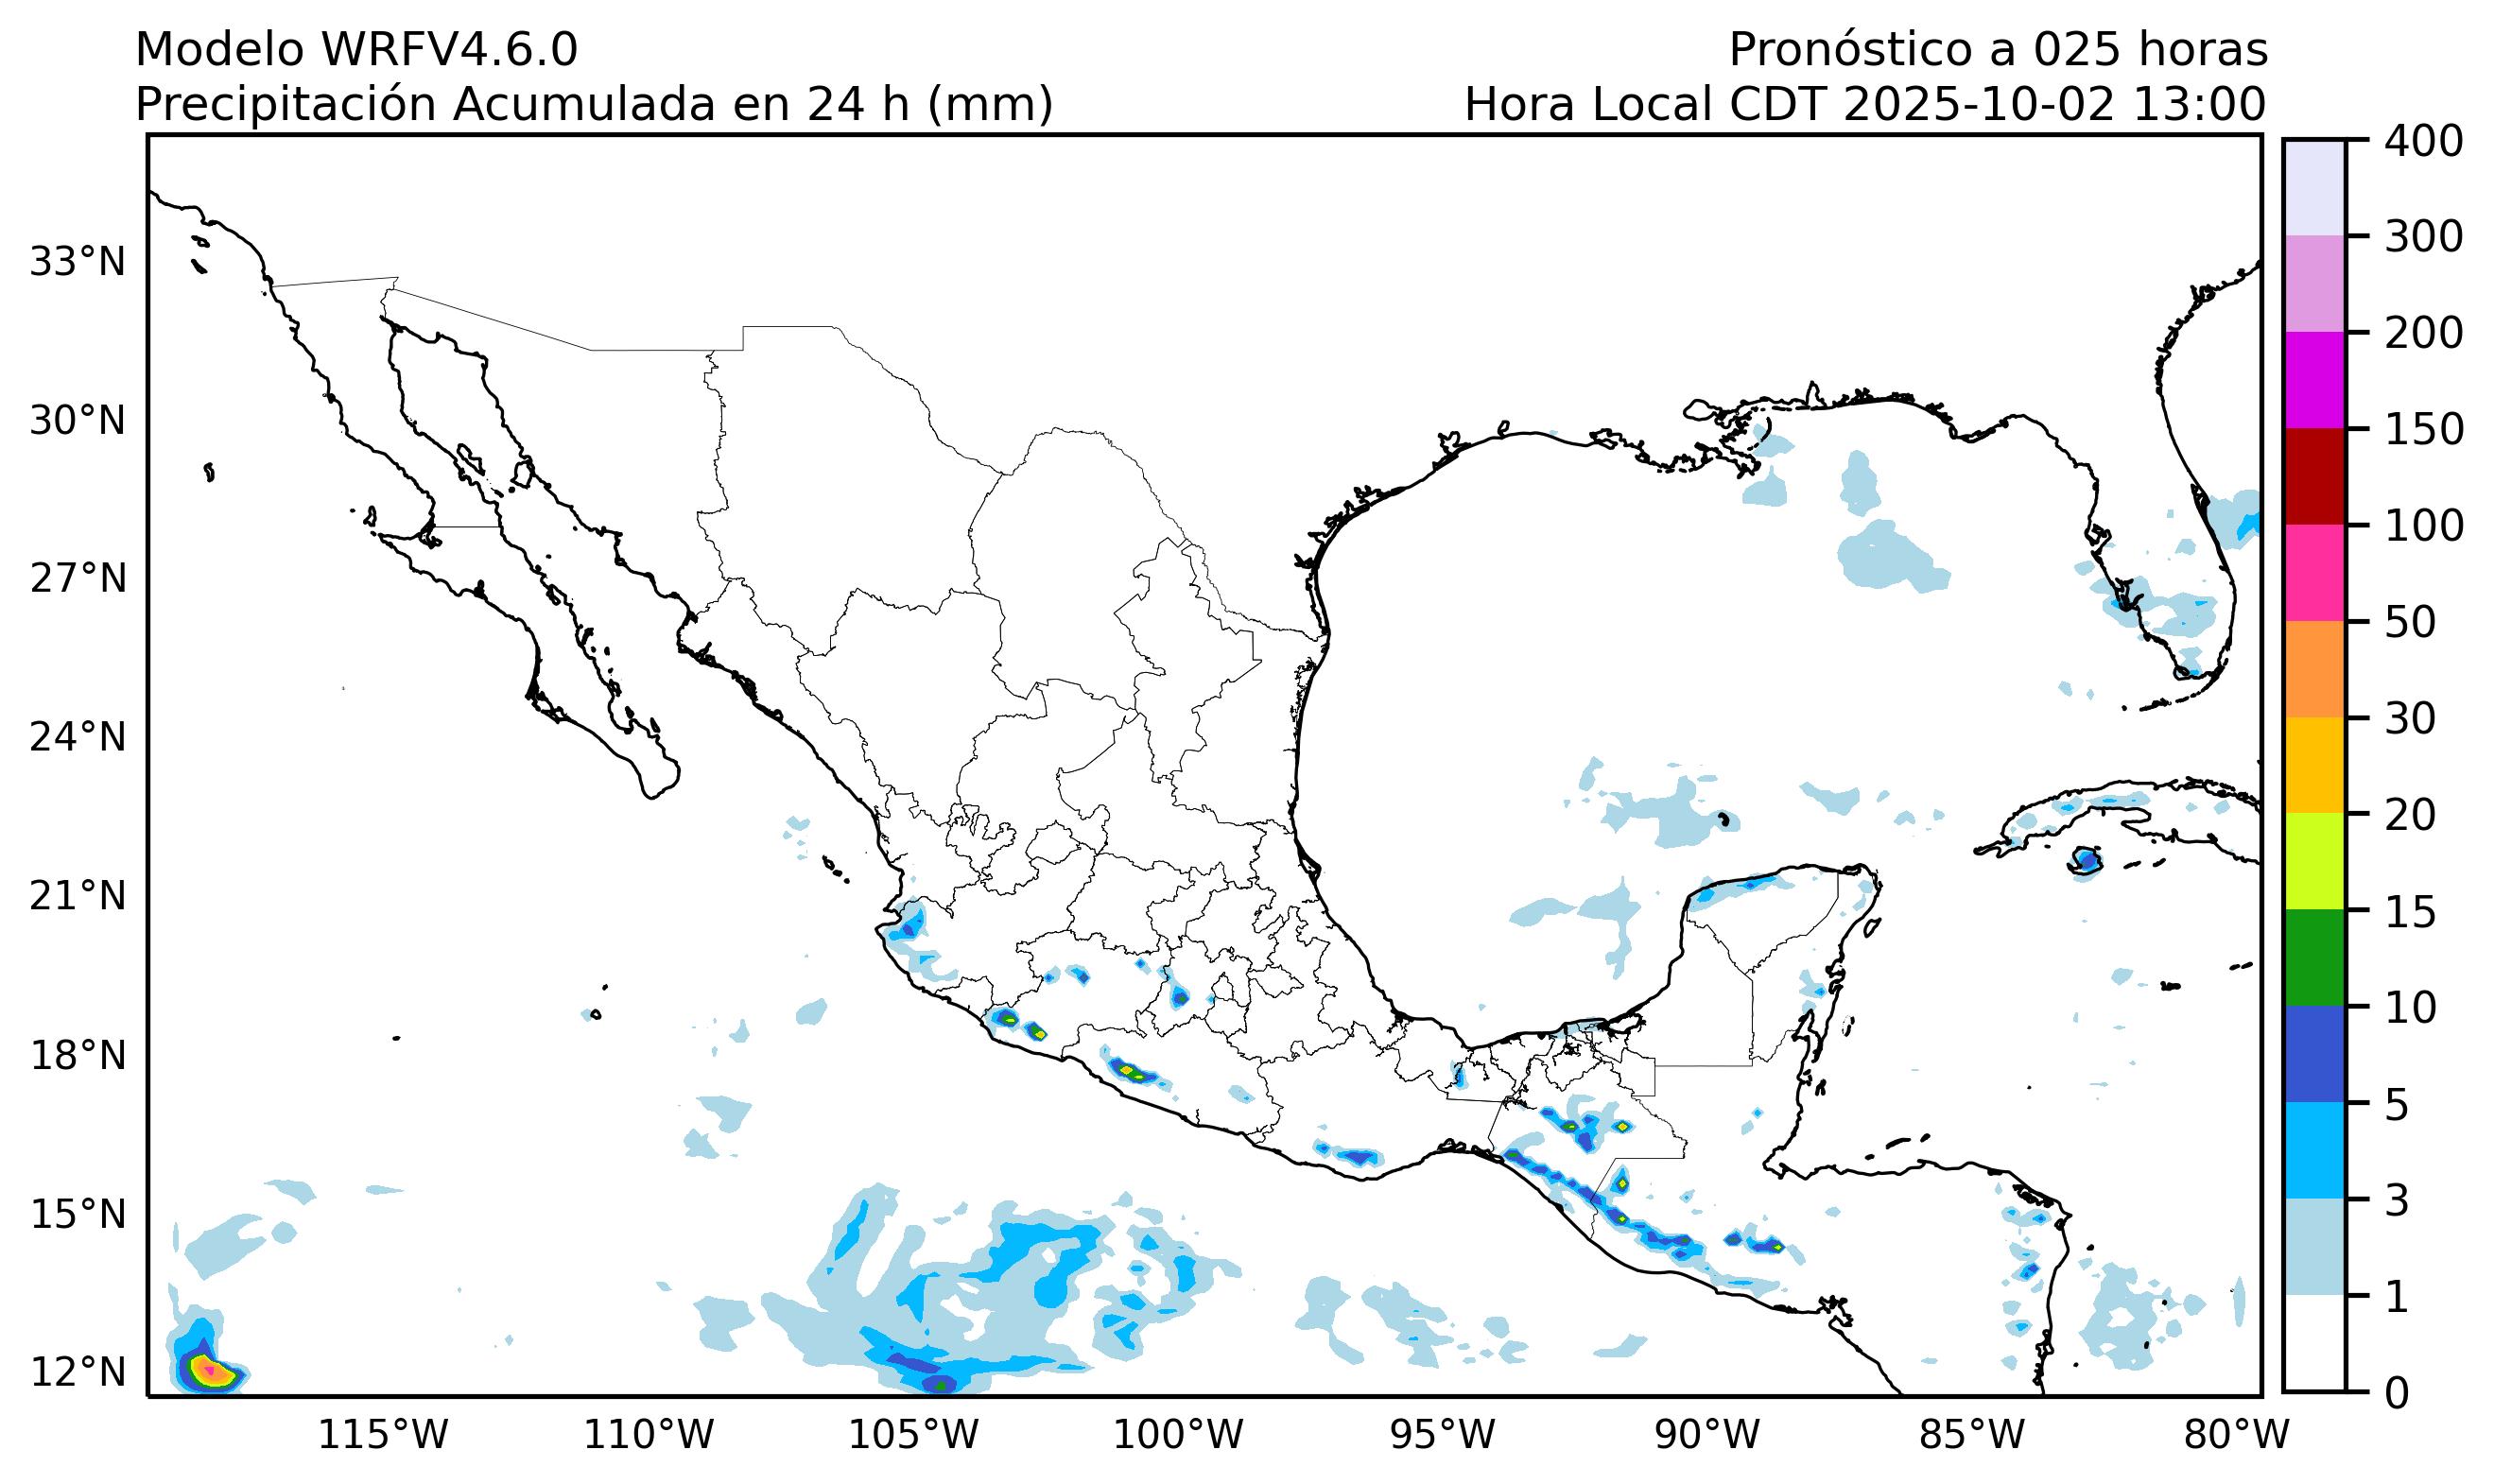 Modelo WRFV4.6.0
Pronóstico a 025 horas
Precipitación Acumulada en 24 h (mm)
Hora Local CDT 2025-10-02 13:00
33°N
30°N
27°N
24°N
21°N
18°N
15°N
12°N
115°W
110°W
105°W
100°W
95°W
90°W
85°W
80°W
400
300
200
150
100
50
30
20
15
10
5
3
1
0